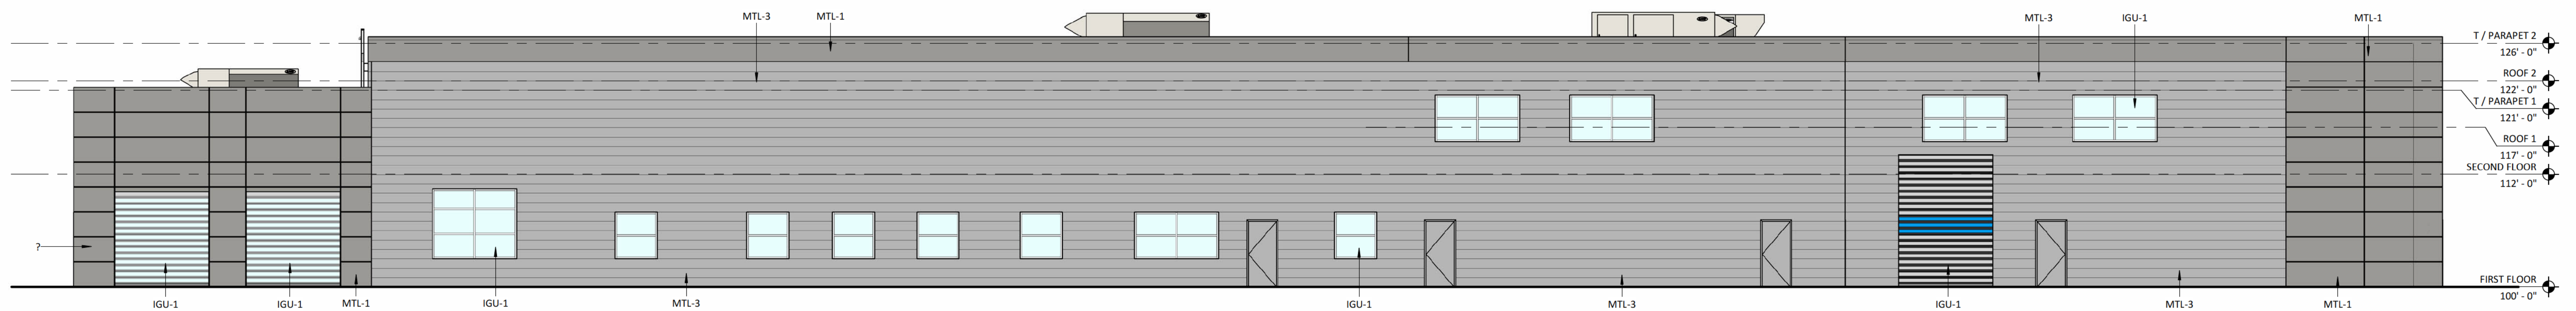 MTL-3
MTL-1
MTL-3
IGU-1
MTL-1
T / PARAPET 2
126' - 0"
ROOF 2
122' - 0"
T / PARAPET 1
121' - 0"
ROOF 1
117' - 0"
SECOND FLOOR
112' - 0"
?
FIRST FLOOR
100' - 0"
IGU-1
IGU-1
MTL-1
IGU-1
MTL-3
IGU-1
MTL-3
IGU-1
MTL-3
MTL-1